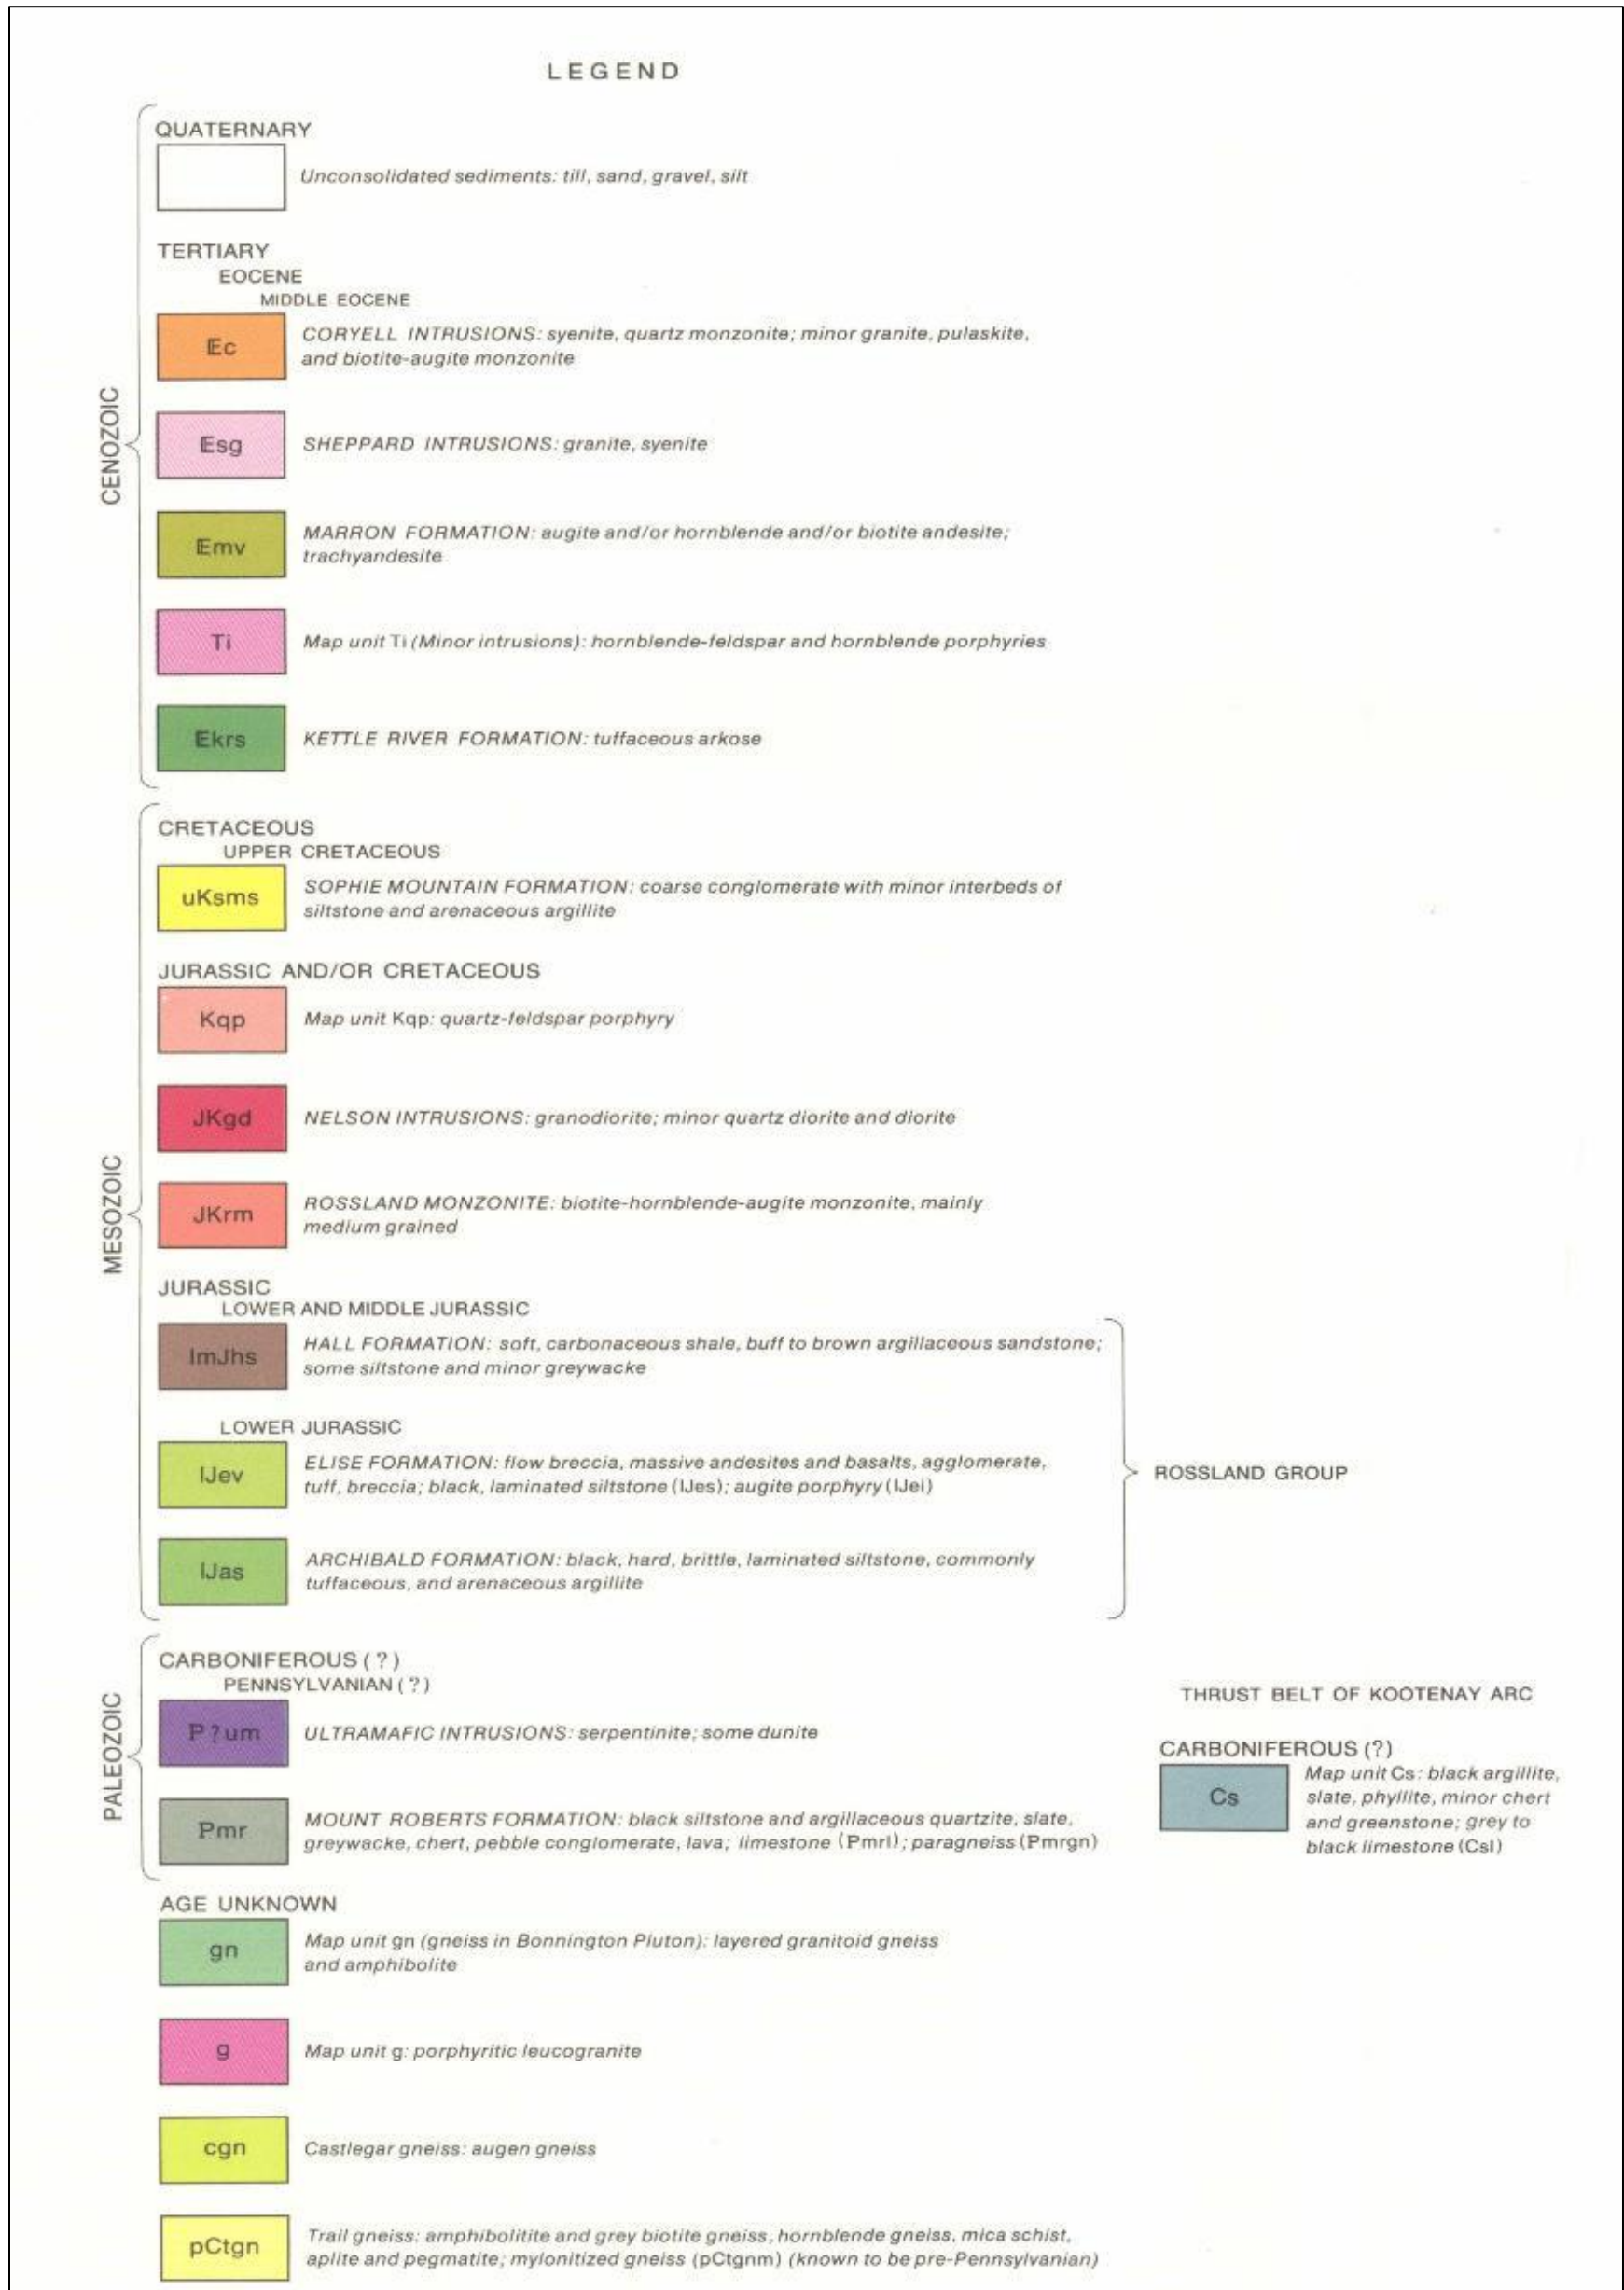 LEGEND
CENOZOIC
QUATERNARY
Unconsolidated sediments: till, sand, gravel, silt
TERTIARY
EOCENE
MIDDLE EOCENE
Ec
CORYELL INTRUSIONS: syenite, quartz monzonite; minor granite, pulaskite,
and biotite-augite monzonite
Esg
SHEPPARD INTRUSIONS: granite, syenite
Emv
MARRON FORMATION: augite and/or hornblende and/or biotite andesite;
trachyandesite
Ti
Map unit Ti (Minor intrusions): hornblende-feldspar and hornblende porphyries
Ekrs
KETTLE RIVER FORMATION: tuffaceous arkose
MESOZOIC
CRETACEOUS
UPPER CRETACEOUS
uKsms
SOPHIE MOUNTAIN FORMATION: coarse conglomerate with minor interbeds of
siltstone and arenaceous argillite
JURASSIC AND/OR CRETACEOUS
Kqp
Map unit Kqp: quartz-feldspar porphyry
JKgd
NELSON INTRUSIONS: granodiorite; minor quartz diorite and diorite
JKrm
ROSSLAND MONZONITE: biotite-hornblende-augite monzonite, mainly
medium grained
JURASSIC
LOWER AND MIDDLE JURASSIC
lmJhs
HALL FORMATION: soft, carbonaceous shale, buff to brown argillaceous sandstone;
some siltstone and minor greywacke
LOWER JURASSIC
lJev
ELISE FORMATION: flow breccia, massive andesites and basalts, agglomerate,
tuff, breccia; black, laminated siltstone (lJes); augite porphyry (lJei)
lJas
ARCHIBALD FORMATION: black, hard, brittle, laminated siltstone, commonly
tuffaceous, and arenaceous argillite
ROSSLAND GROUP
PALEOZOIC
CARBONIFEROUS (?)
PENNSYLVANIAN (?)
P?um
ULTRAMAFIC INTRUSIONS: serpentinite; some dunite
Pmr
MOUNT ROBERTS FORMATION: black siltstone and argillaceous quartzite, slate,
greywacke, chert, pebble conglomerate, lava; limestone (Pmrl); paragneiss (Pmrgn)
THRUST BELT OF KOOTENAY ARC
CARBONIFEROUS (?)
Cs
Map unit Cs: black argillite,
slate, phyllite, minor chert
and greenstone; grey to
black limestone (Csl)
AGE UNKNOWN
gn
Map unit gn (gneiss in Bonnington Pluton): layered granitoid gneiss
and amphibolite
g
Map unit g: porphyritic leucogranite
cgn
Castlegar gneiss: augen gneiss
pCtgn
Trail gneiss: amphibolitite and grey biotite gneiss, hornblende gneiss, mica schist,
aplite and pegmatite; mylonitized gneiss (pCtgnm) (known to be pre-Pennsylvanian)